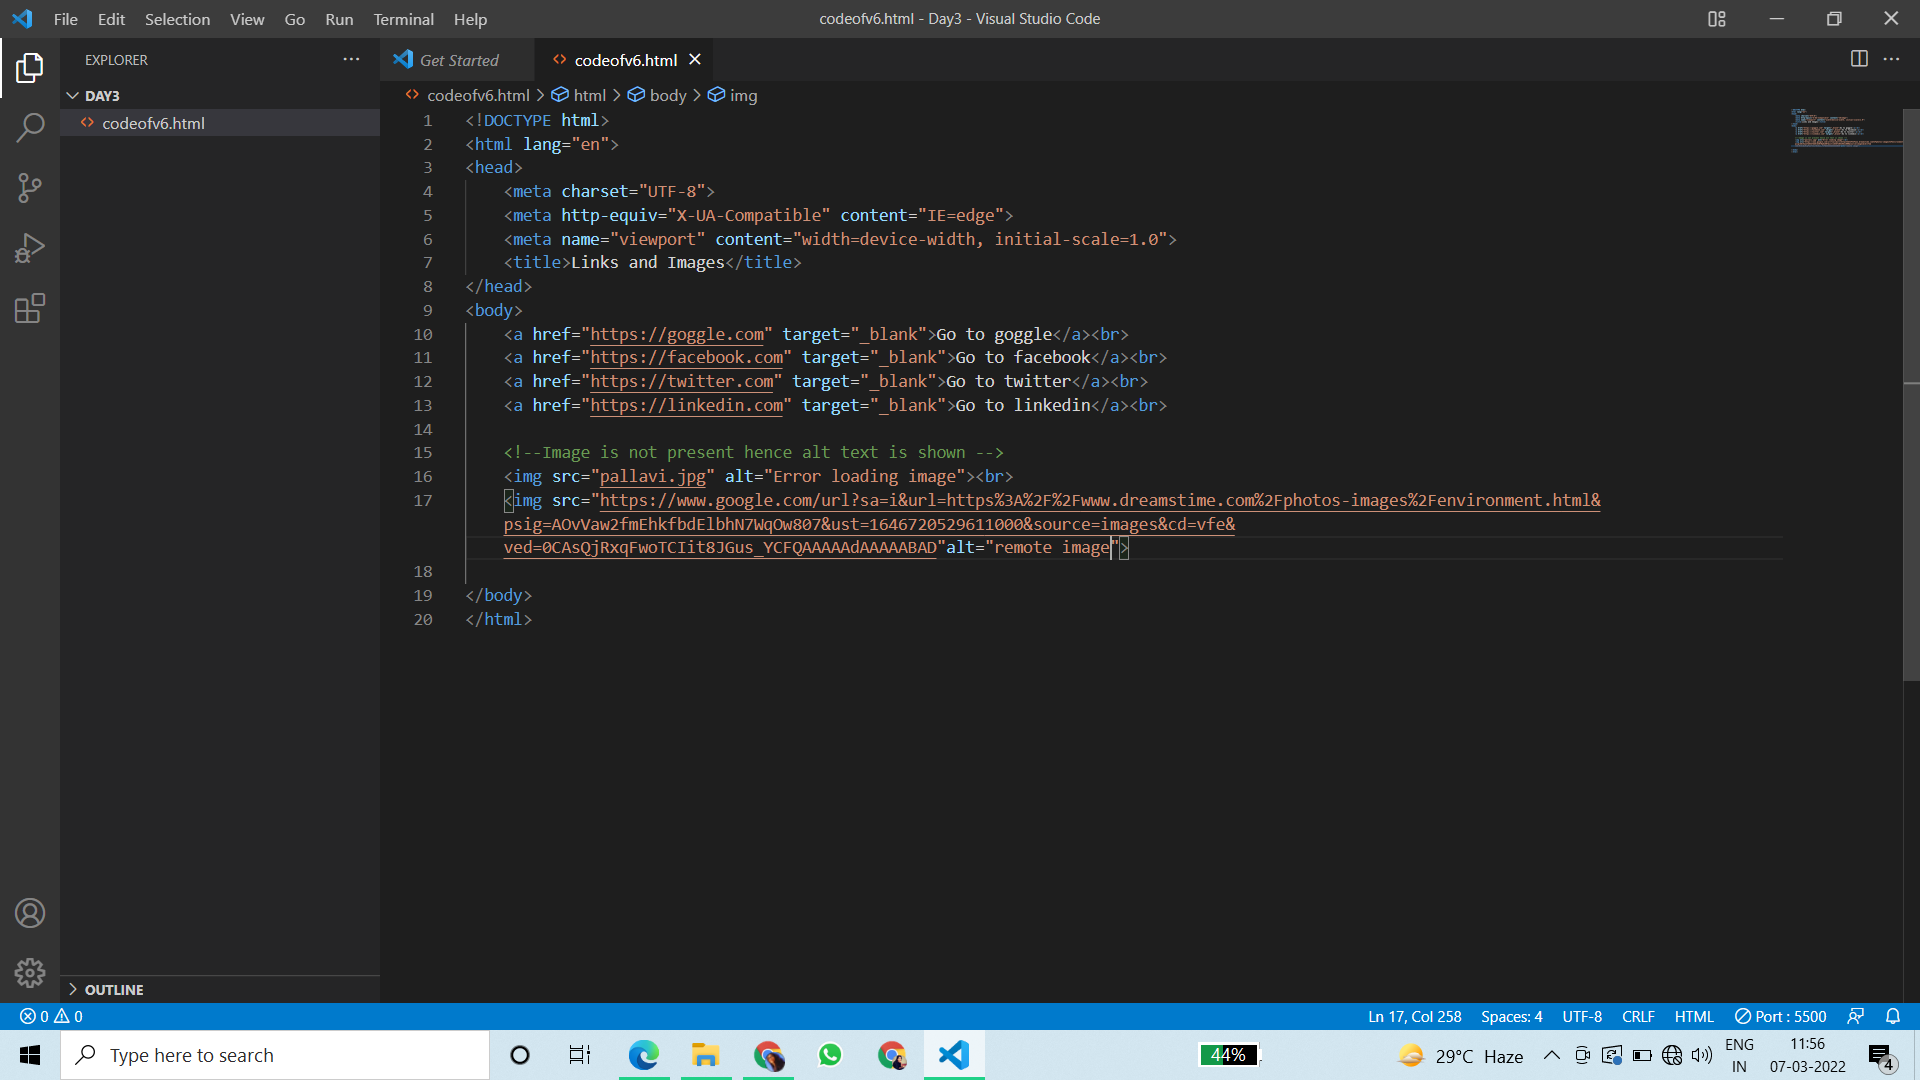 File Edit Selection View Go Run Terminal Help
codeofv6.html - Day3 - Visual Studio Code
EXPLORER
Get Started
codeofv6.html
DAY3
codeofv6.html
codeofv6.html > html > body > img
1 <!DOCTYPE html>
2 <html lang="en">
3 <head>
4 <meta charset="UTF-8">
5 <meta http-equiv="X-UA-Compatible" content="IE=edge">
6 <meta name="viewport" content="width=device-width, initial-scale=1.0">
7 <title>Links and Images</title>
8 </head>
9 <body>
10 <a href="https://goggle.com" target="_blank">Go to goggle</a><br>
11 <a href="https://facebook.com" target="_blank">Go to facebook</a><br>
12 <a href="https://twitter.com" target="_blank">Go to twitter</a><br>
13 <a href="https://linkedin.com" target="_blank">Go to linkedin</a><br>
14
15 <!--Image is not present hence alt text is shown -->
16 <img src="pallavi.jpg" alt="Error loading image"><br>
17 <img src="https://www.google.com/url?sa=i&url=https%3A%2F%2Fwww.dreamstime.com%2Fphotos-images%2Fenvironment.html&
psig=AOvVaw2fmEhkfbdElbhN7WqOw807&ust=1646720529611000&source=images&cd=vfe&
ved=0CAsQjRxqFwoTCIit8JGus_YCFQAAAAAdAAAAABAD"alt="remote image">
18
19 </body>
20 </html>
OUTLINE
0 0
Ln 17, Col 258 Spaces: 4 UTF-8 CRLF HTML Port : 5500
Type here to search
44%
29°C Haze
ENG
IN
11:56
07-03-2022
4